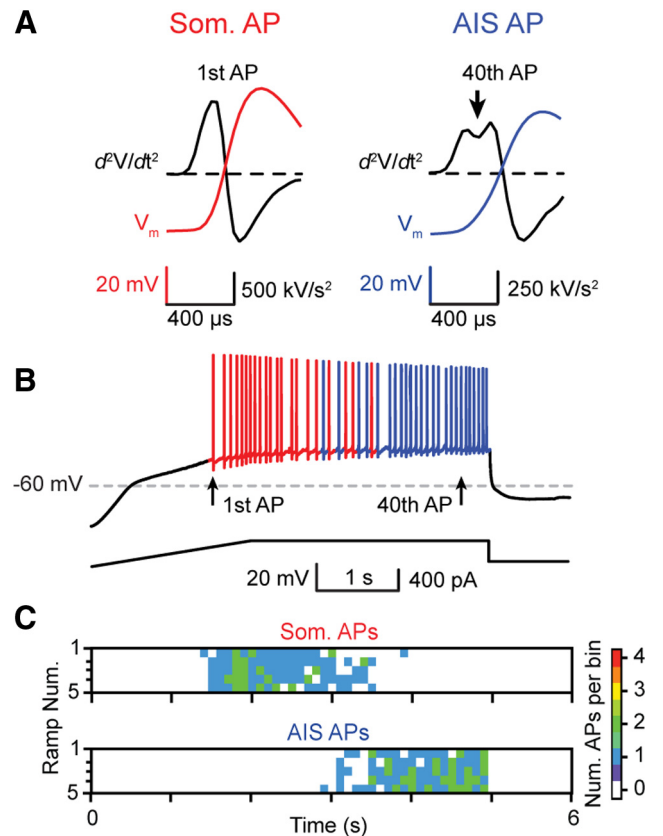 A
Som. AP
AIS AP
1st AP
40th AP
d²V/dt²
d²V/dt²
Vm
Vm
20 mV
500 kV/s²
20 mV
250 kV/s²
400 µs
400 µs
B
-60 mV
1st AP
40th AP
20 mV
1 s
400 pA
C
Som. APs
1
5
AIS APs
1
5
Ramp Num.
0
6
Time (s)
4
3
2
1
0
Num. APs per bin